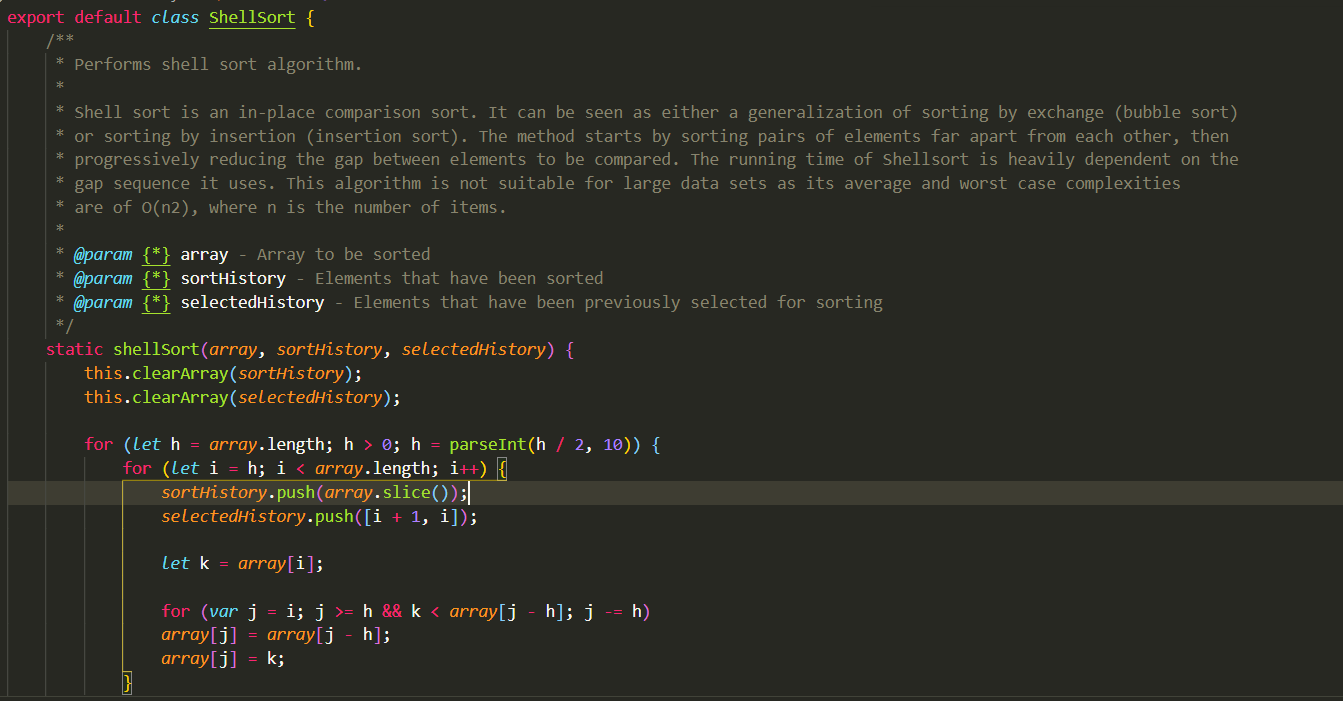 export default class ShellSort {
/**
* Performs shell sort algorithm.
*
* Shell sort is an in-place comparison sort. It can be seen as either a generalization of sorting by exchange (bubble sort)
* or sorting by insertion (insertion sort). The method starts by sorting pairs of elements far apart from each other, then
* progressively reducing the gap between elements to be compared. The running time of Shellsort is heavily dependent on the
* gap sequence it uses. This algorithm is not suitable for large data sets as its average and worst case complexities
* are of O(n2), where n is the number of items.
*
* @param {*} array - Array to be sorted
* @param {*} sortHistory - Elements that have been sorted
* @param {*} selectedHistory - Elements that have been previously selected for sorting
*/
static shellSort(array, sortHistory, selectedHistory) {
this.clearArray(sortHistory);
this.clearArray(selectedHistory);
for (let h = array.length; h > 0; h = parseInt(h / 2, 10)) {
for (let i = h; i < array.length; i++) {
sortHistory.push(array.slice());
selectedHistory.push([i + 1, i]);
let k = array[i];
for (var j = i; j >= h && k < array[j - h]; j -= h)
array[j] = array[j - h];
array[j] = k;
}